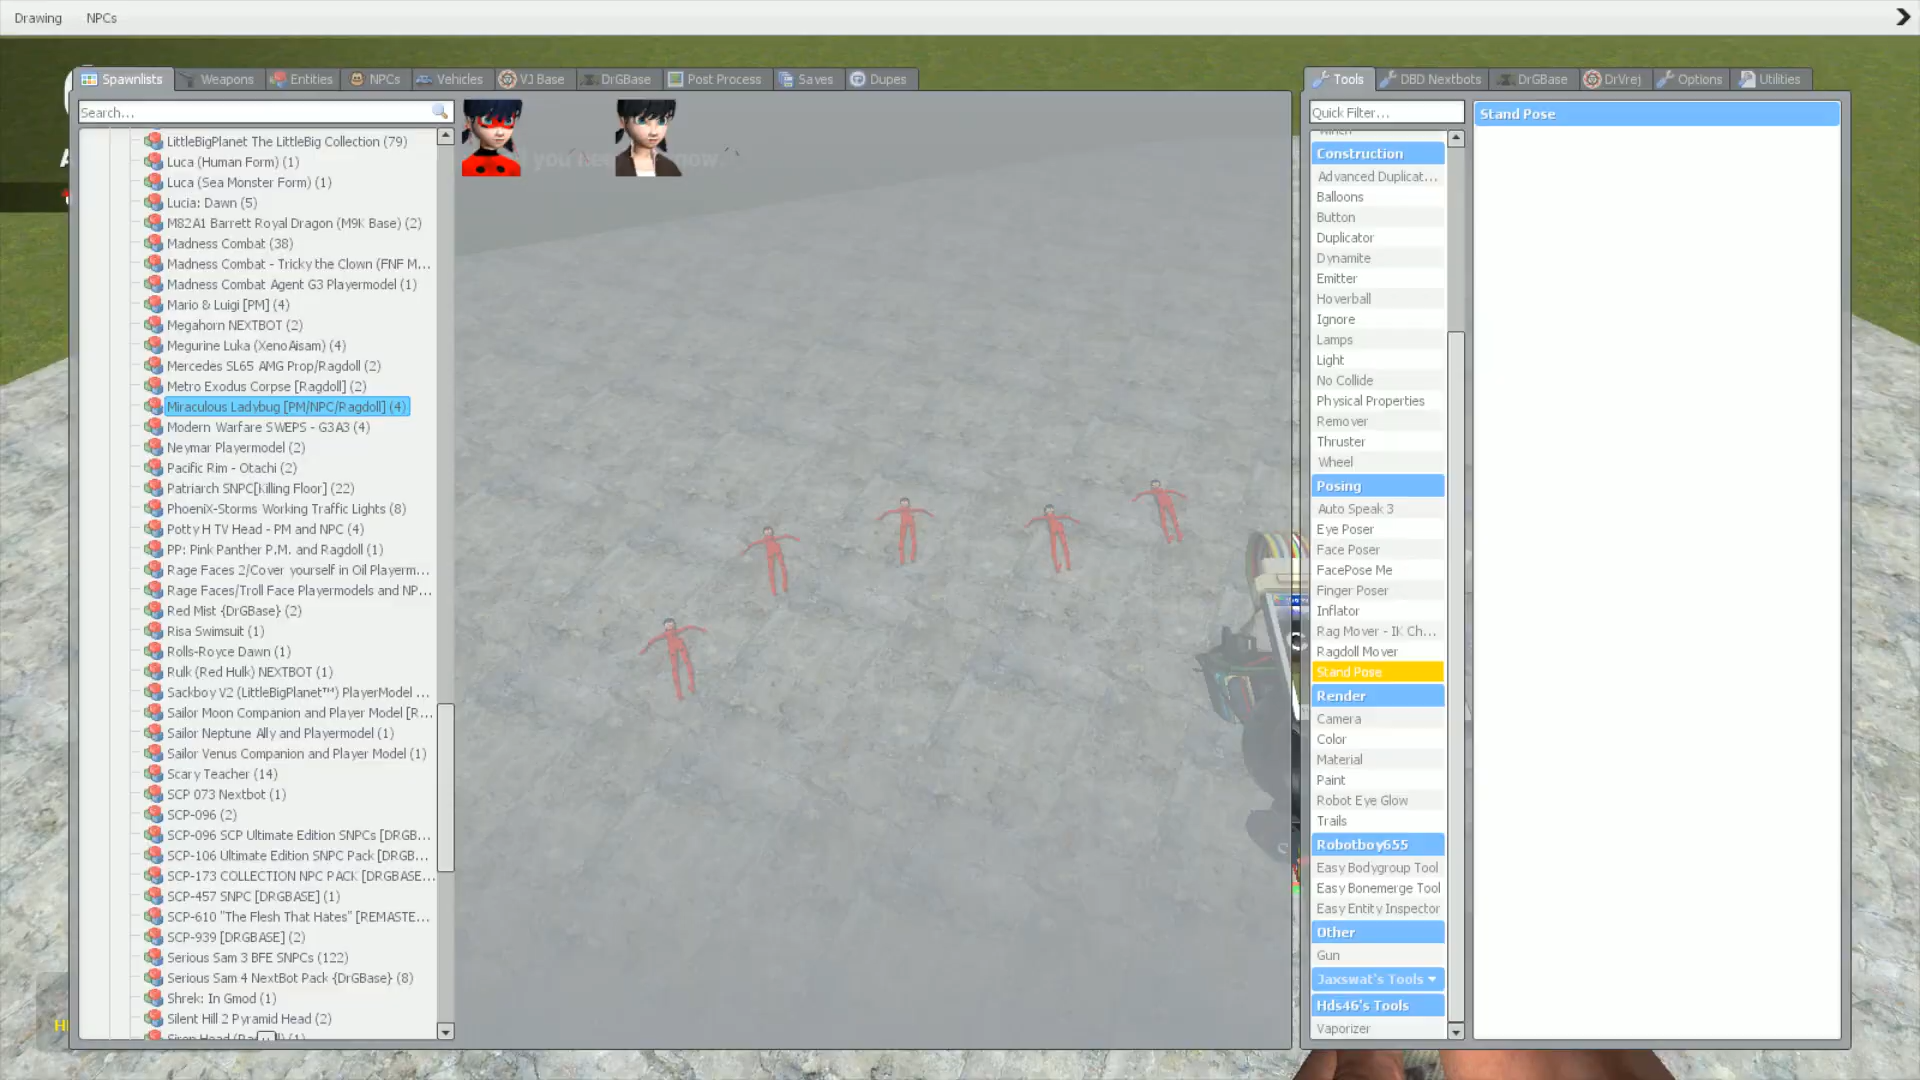 Drawing NPCs
Spawnlists Weapons Entities NPCs Vehicles VJ Base DrGBase Post Process Saves Dupes
Search...
LittleBigPlanet The LittleBig Collection (79)
Luca (Human Form) (1)
Luca (Sea Monster Form) (1)
Lucia: Dawn (5)
M82A1 Barrett Royal Dragon (M9K Base) (2)
Madness Combat (38)
Madness Combat - Tricky the Clown (FNF M...
Madness Combat Agent G3 Playermodel (1)
Mario & Luigi [PM] (4)
Megahorn NEXTBOT (2)
Megurine Luka (XenoAisam) (4)
Mercedes SL65 AMG Prop/Ragdoll (2)
Metro Exodus Corpse [Ragdoll] (2)
Miraculous Ladybug [PM/NPC/Ragdoll] (4)
Modern Warfare SWEPS - G3A3 (4)
Neymar Playermodel (2)
Pacific Rim - Otachi (2)
Patriarch SNPC[Killing Floor] (22)
PhoeniX-Storms Working Traffic Lights (8)
Potty H TV Head - PM and NPC (4)
PP: Pink Panther P.M. and Ragdoll (1)
Rage Faces 2/Cover yourself in Oil Playerm...
Rage Faces/Troll Face Playermodels and NP...
Red Mist {DrGBase} (2)
Risa Swimsuit (1)
Rolls-Royce Dawn (1)
Rulk (Red Hulk) NEXTBOT (1)
Sackboy V2 (LittleBigPlanet™) PlayerModel ...
Sailor Moon Companion and Player Model [R...
Sailor Neptune Ally and Playermodel (1)
Sailor Venus Companion and Player Model (1)
Scary Teacher (14)
SCP 073 Nextbot (1)
SCP-096 (2)
SCP-096 SCP Ultimate Edition SNPCs [DRGB...
SCP-106 Ultimate Edition SNPC Pack [DRGB...
SCP-173 COLLECTION NPC PACK [DRGBASE...
SCP-457 SNPC [DRGBASE] (1)
SCP-610 "The Flesh That Hates" [REMASTE...
SCP-939 [DRGBASE] (2)
Serious Sam 3 BFE SNPCs (122)
Serious Sam 4 NextBot Pack {DrGBase} (8)
Shrek: In Gmod (1)
Silent Hill 2 Pyramid Head (2)
Tools DBD Nextbots DrGBase DrVrej Options Utilities
Quick Filter...
Construction
Advanced Duplicat...
Balloons
Button
Duplicator
Dynamite
Emitter
Hoverball
Ignore
Lamps
Light
No Collide
Physical Properties
Remover
Thruster
Wheel
Posing
Auto Speak 3
Eye Poser
Face Poser
FacePose Me
Finger Poser
Inflator
Rag Mover - IK Ch...
Ragdoll Mover
Stand Pose
Render
Camera
Color
Material
Paint
Robot Eye Glow
Trails
Robotboy655
Easy Bodygroup Tool
Easy Bonemerge Tool
Easy Entity Inspector
Other
Gun
Jaxswat's Tools
Hds46's Tools
Vaporizer
Stand Pose